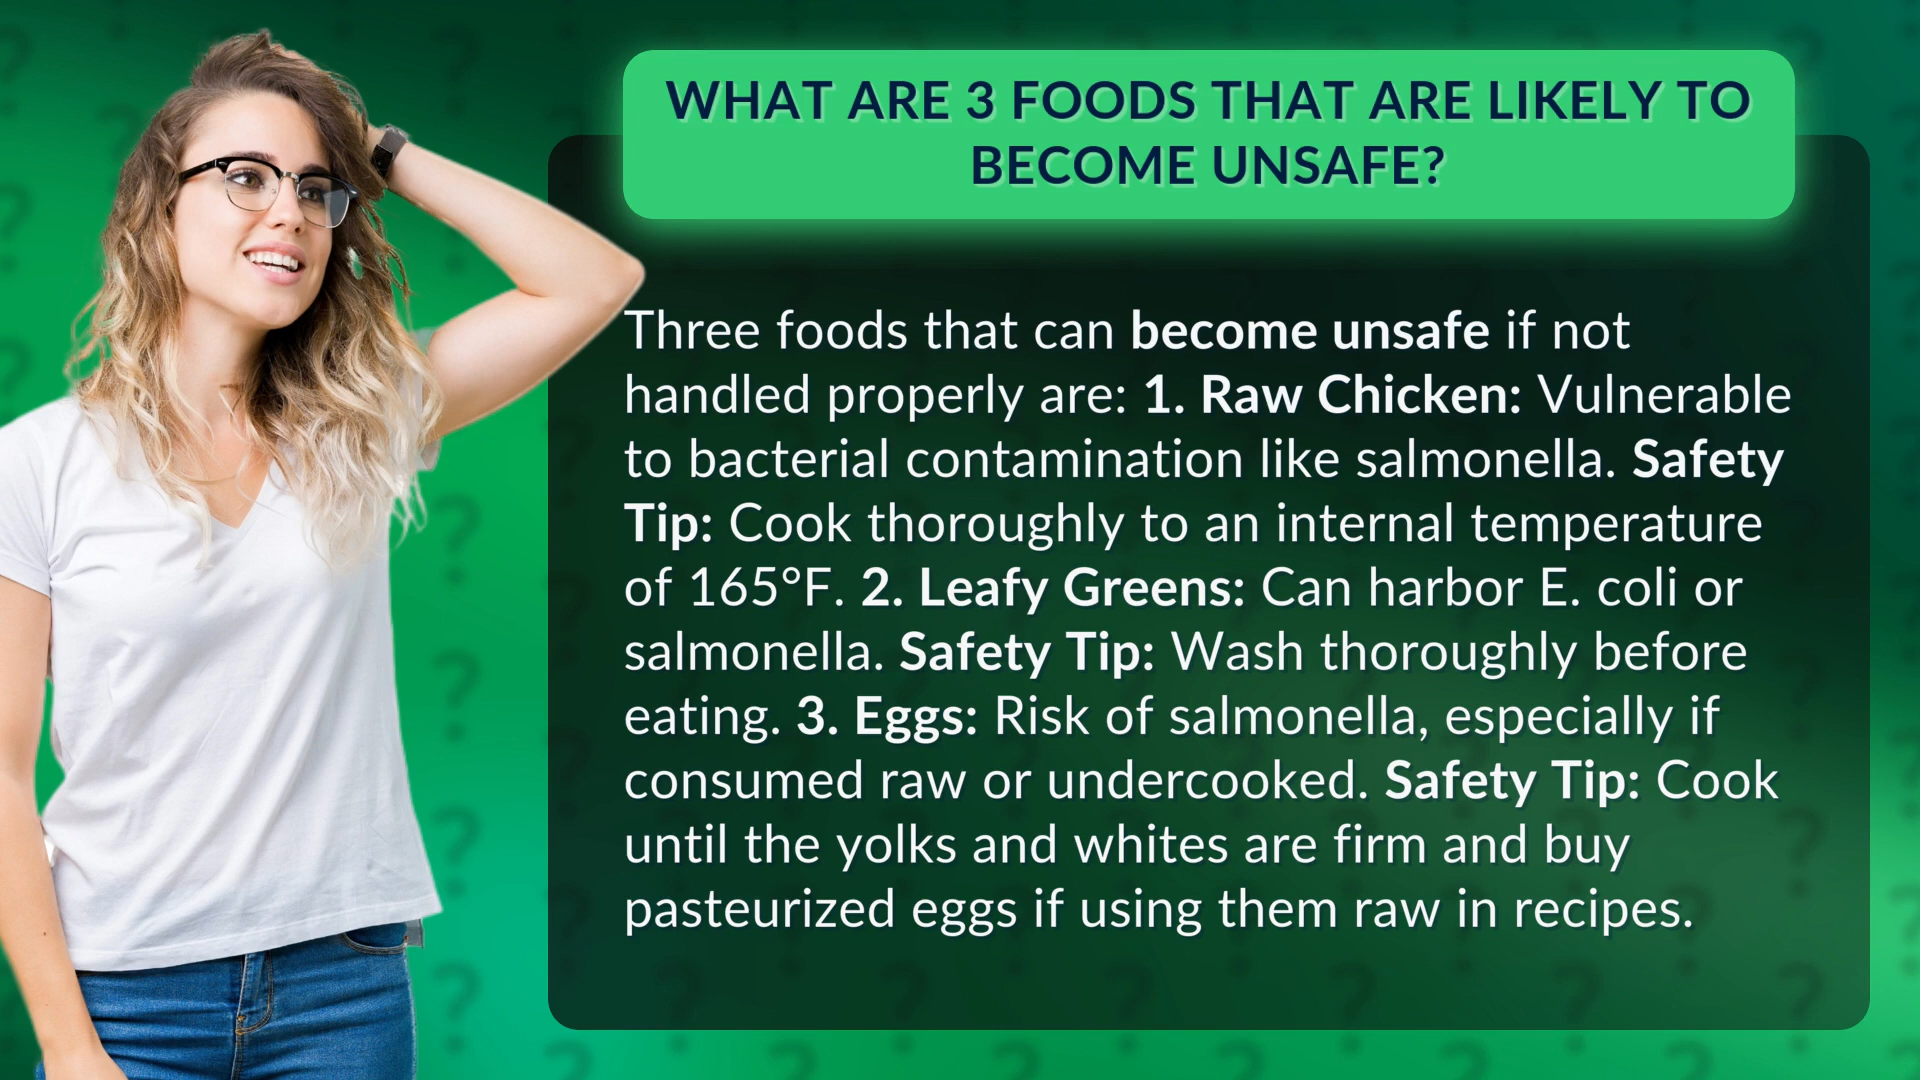 WHAT ARE 3 FOODS THAT ARE LIKELY TO
BECOME UNSAFE?
Three foods that can become unsafe if not
handled properly are: 1. Raw Chicken: Vulnerable
to bacterial contamination like salmonella. Safety
Tip: Cook thoroughly to an internal temperature
of 165°F. 2. Leafy Greens: Can harbor E. coli or
salmonella. Safety Tip: Wash thoroughly before
eating. 3. Eggs: Risk of salmonella, especially if
consumed raw or undercooked. Safety Tip: Cook
until the yolks and whites are firm and buy
pasteurized eggs if using them raw in recipes.